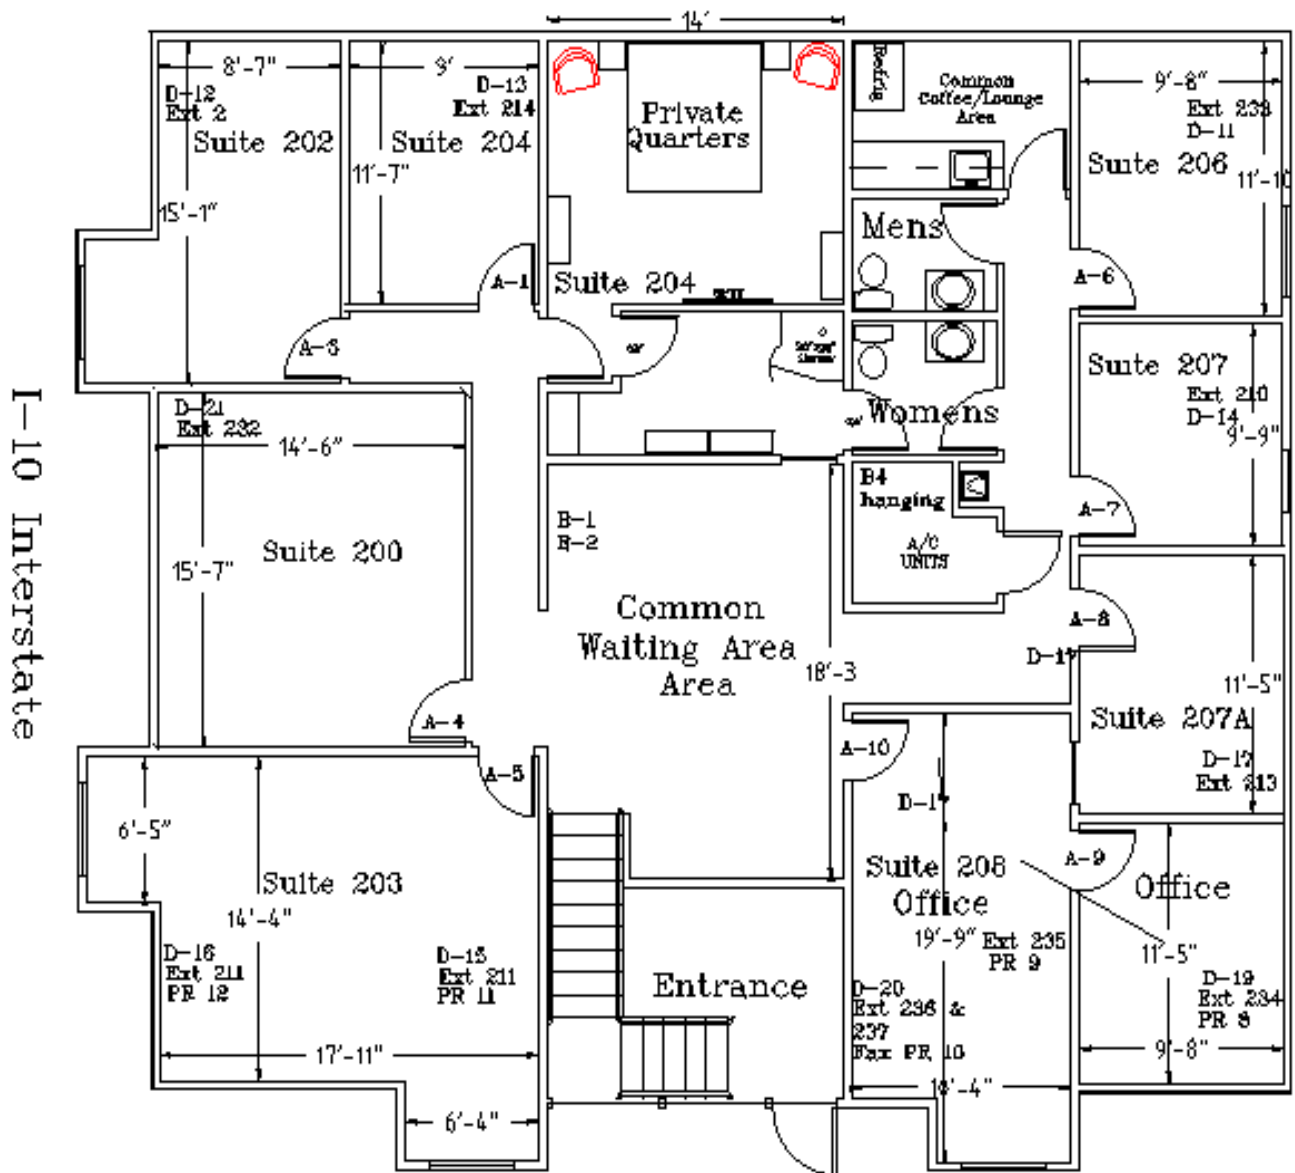 14'
8'-7"
D-12
Ext 2
Suite 202
15'-1"
9'
D-13
Ext 214
Suite 204
11'-7"
Private
Quarters
Suite 204
Common
Coffee/Lounge
Area
9'-8"
Ext 233
D-11
Suite 206
11'-10
Mens
A-1
A-3
A-6
Suite 207
Ext 210
D-14
9'-9"
Womens
D-21
Ext 232
14'-6"
B4
hanging
A/C
UNITS
A-7
B-1
B-2
Suite 200
15'-7"
I-10 Interstate
Common
Waiting Area
Area
18'-3
A-8
D-17
11'-5"
Suite 207A
D-17
Ext 213
A-4
A-10
A-5
6'-5"
D-1
Suite 203
14'-4"
Suite 208
Office
19'-9"
Ext 235
PR 9
A-9
Office
11'-5"
D-16
Ext 211
PR 12
D-15
Ext 211
PR 11
Entrance
D-20
Ext 236 &
237
Fax PR 10
D-19
Ext 234
PR 8
17'-11"
9'-8"
6'-4"